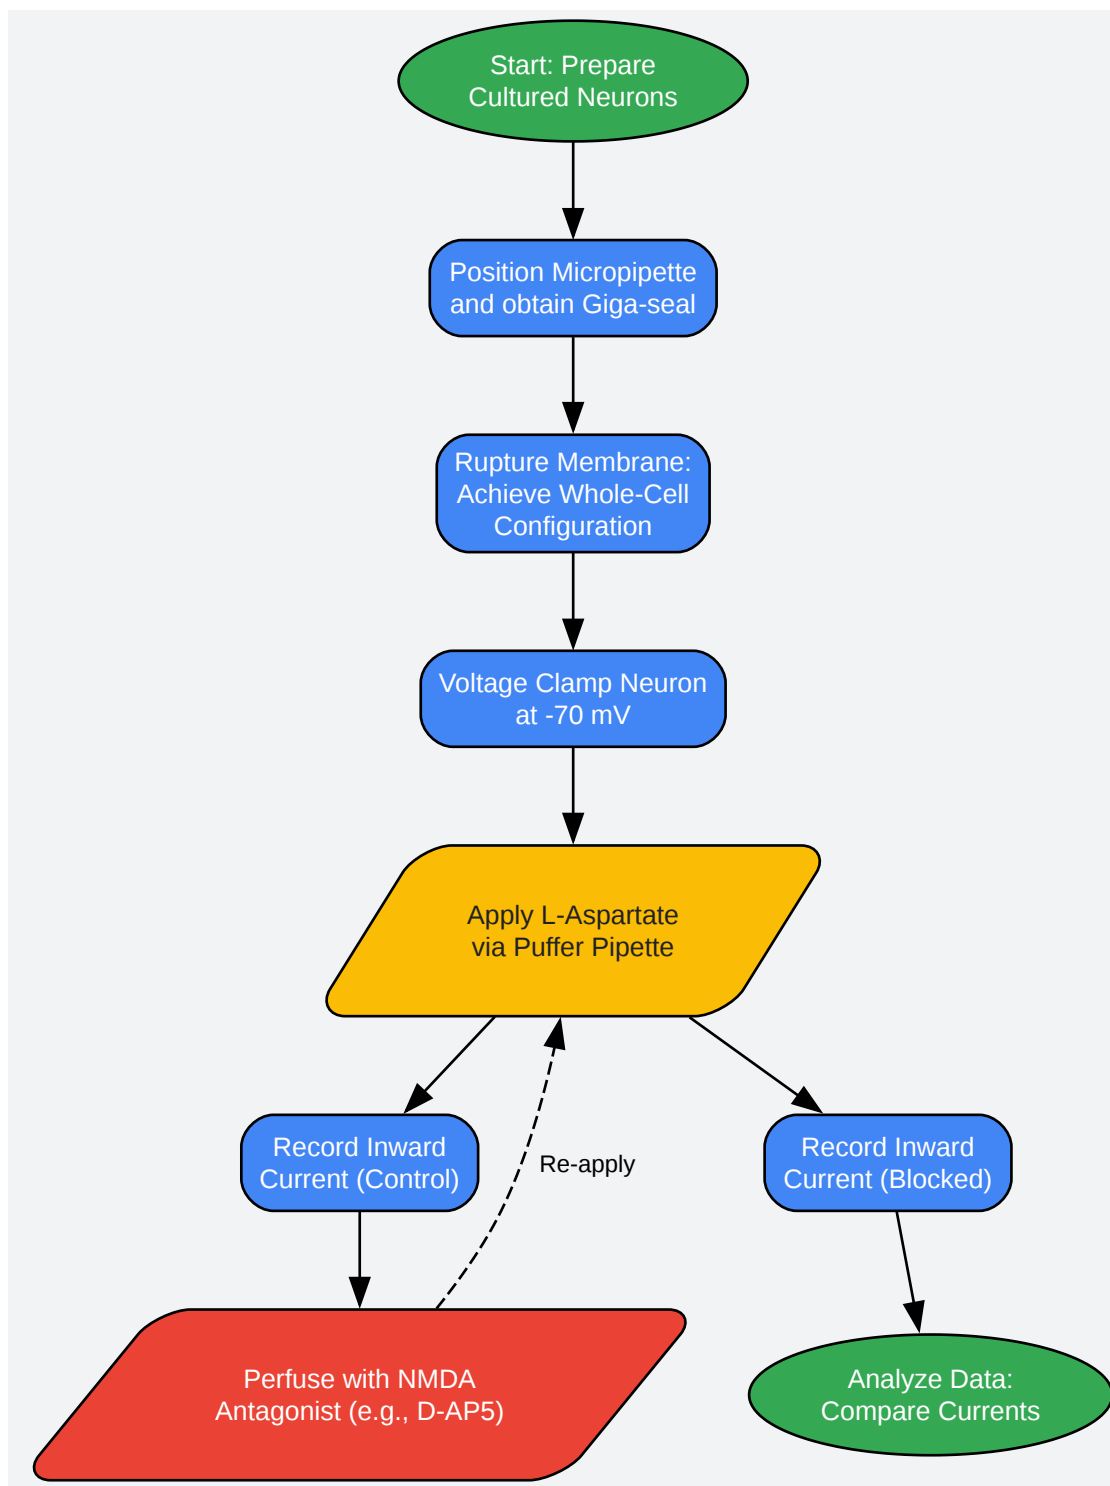 Start: Prepare
Cultured Neurons
Position Micropipette
and obtain Giga-seal
Rupture Membrane:
Achieve Whole-Cell
Configuration
Voltage Clamp Neuron
at -70 mV
Apply L-Aspartate
via Puffer Pipette
Record Inward
Current (Control)
Re-apply
Record Inward
Current (Blocked)
Perfuse with NMDA
Antagonist (e.g., D-AP5)
Analyze Data:
Compare Currents